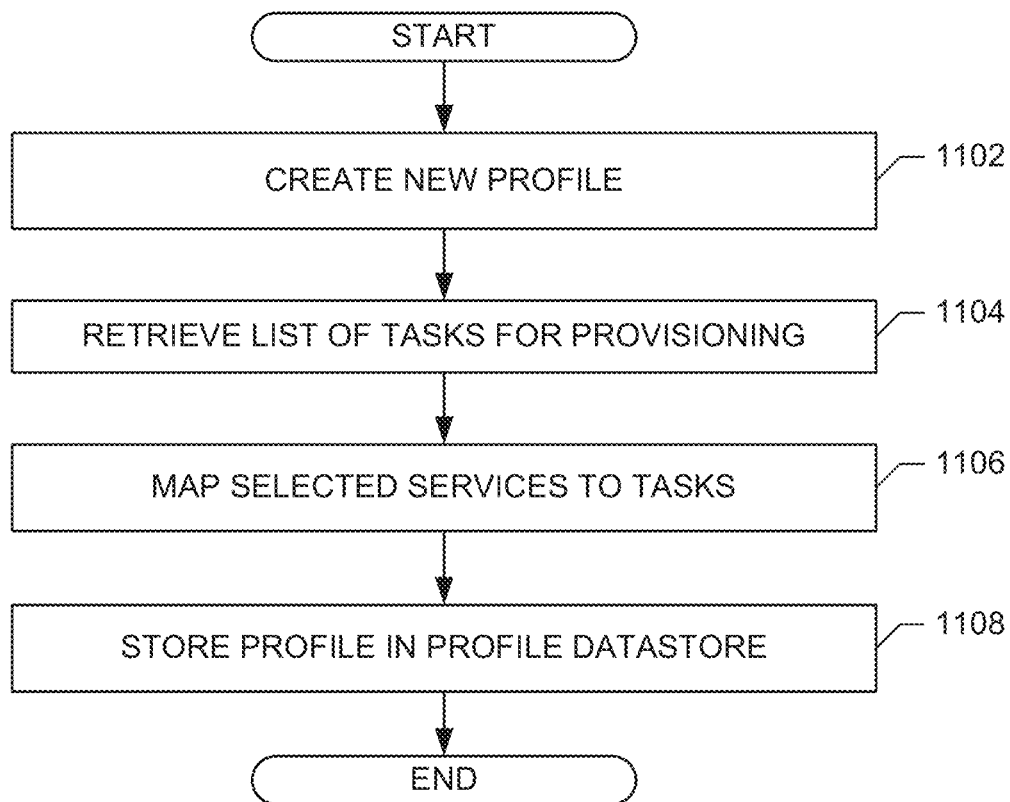 START
CREATE NEW PROFILE
1102
RETRIEVE LIST OF TASKS FOR PROVISIONING
1104
MAP SELECTED SERVICES TO TASKS
1106
STORE PROFILE IN PROFILE DATASTORE
1108
END